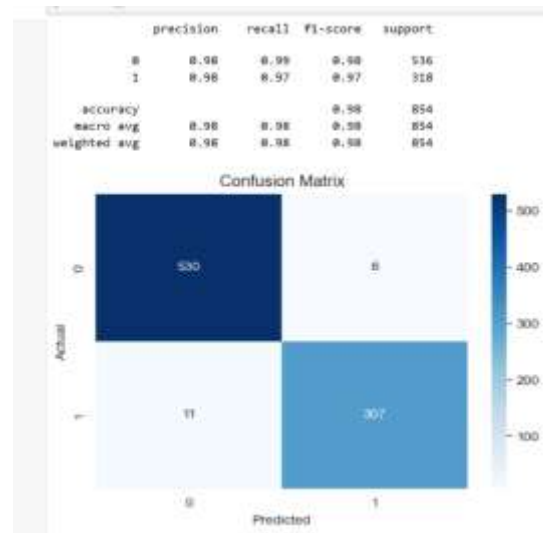 precision recall f1-score support
0 0.98 0.99 0.98 536
1 0.98 0.97 0.97 318
accuracy 0.98 854
macro avg 0.98 0.98 0.98 854
weighted avg 0.98 0.98 0.98 854
Confusion Matrix
500
0 530 6
400
300
Actual
200
1 11 307
100
0 1
Predicted